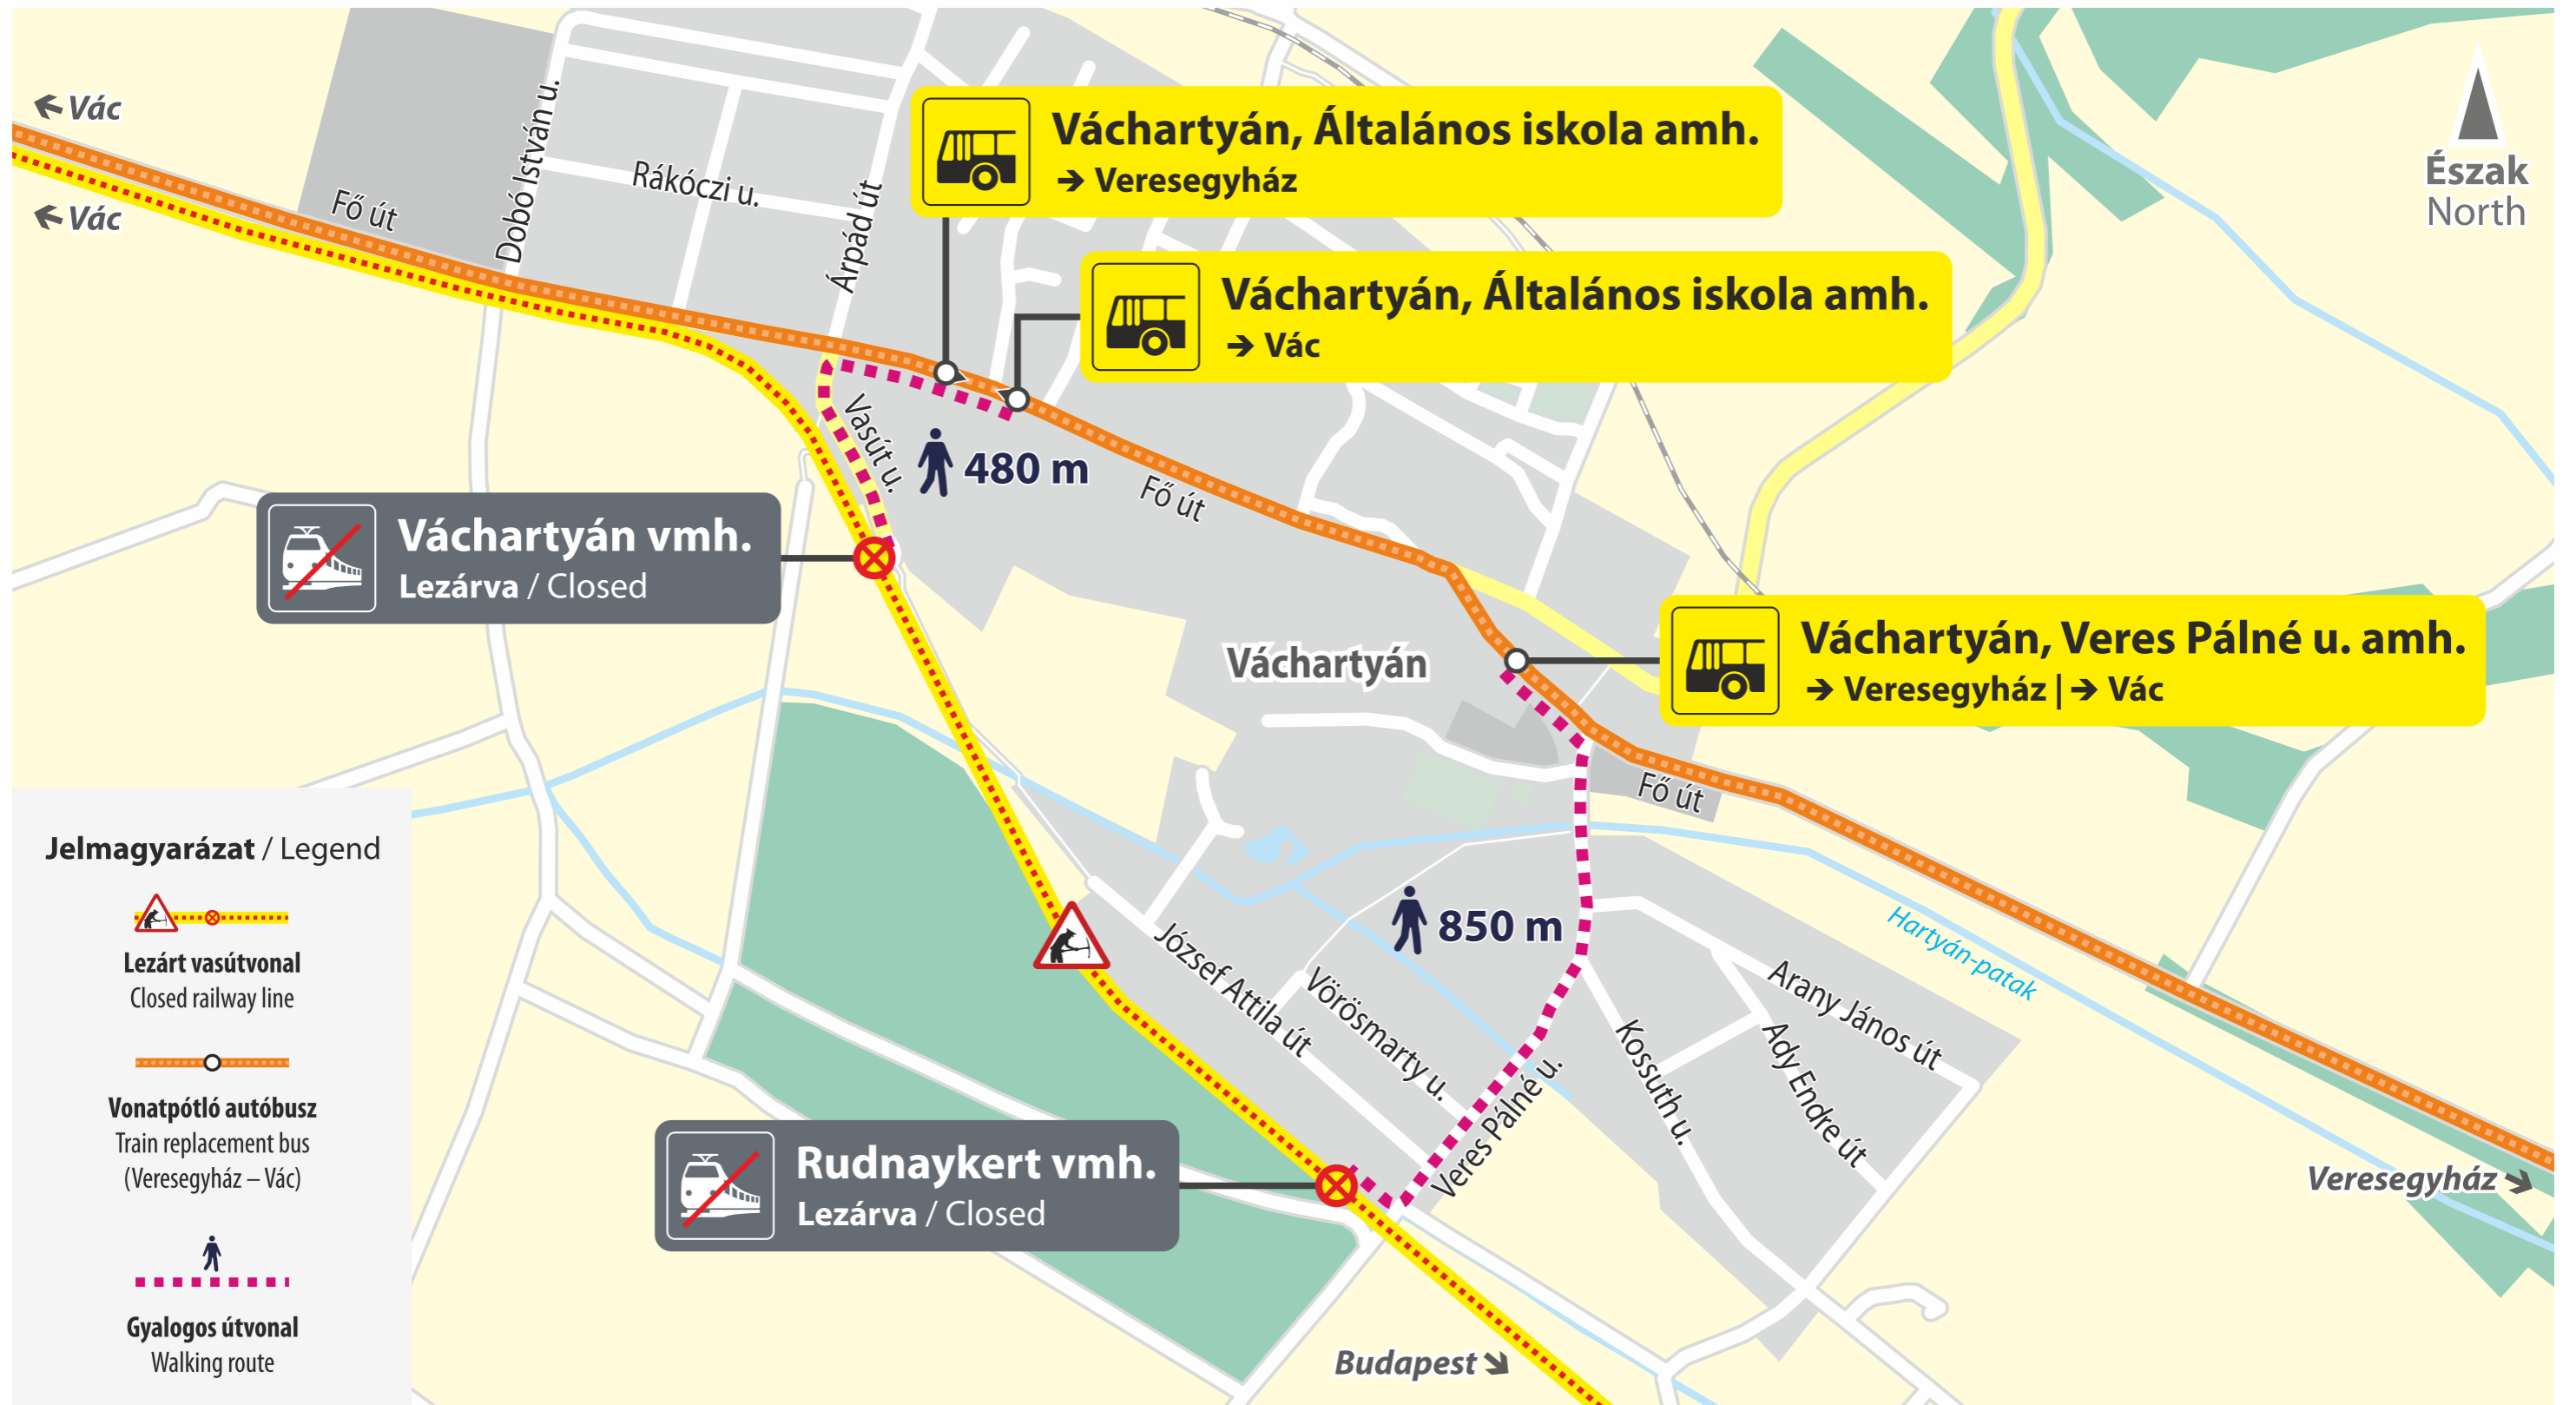 ← Vác
← Vác
Fő út
Dobó István u.
Rákóczi u.
Árpád út
Váchartyán, Általános iskola amh.
→ Veresegyház
Váchartyán, Általános iskola amh.
→ Vác
Észak
North
Vasút u.
480 m
Fő út
Váchartyán vmh.
Lezárva / Closed
Váchartyán
Váchartyán, Veres Pálné u. amh.
→ Veresegyház | → Vác
Fő út
850 m
Hartyán-patak
József Attila út
Vörösmarty u.
Veres Pálné u.
Kossuth u.
Arany János út
Ady Endre út
Rudnaykert vmh.
Lezárva / Closed
Veresegyház ↘
Budapest ↘
Jelmagyarázat / Legend
Lezárt vasútvonal
Closed railway line
Vonatpótló autóbusz
Train replacement bus
(Veresegyház – Vác)
Gyalogos útvonal
Walking route